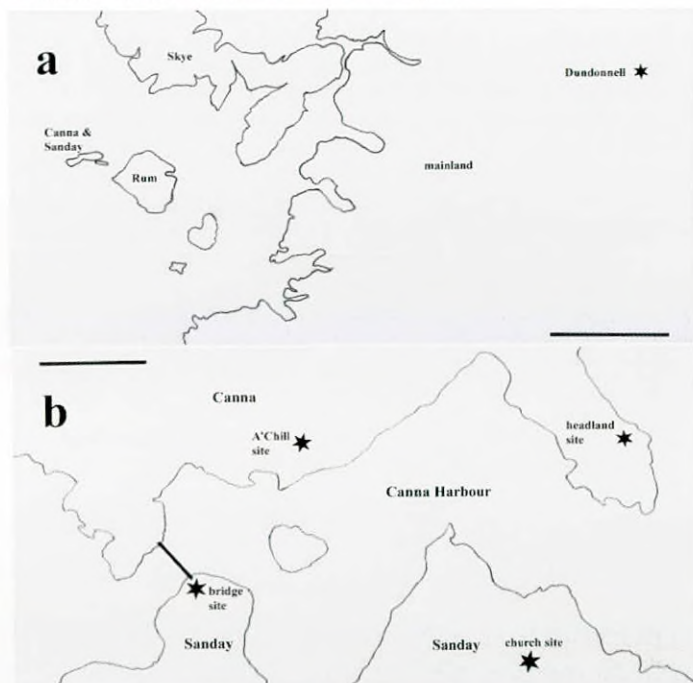 a
Skye
Dundonnell
Canna &
Sanday
Rum
mainland
b
Canna
A'Chill
site
headland
site
Canna Harbour
bridge
site
Sanday
Sanday
church site